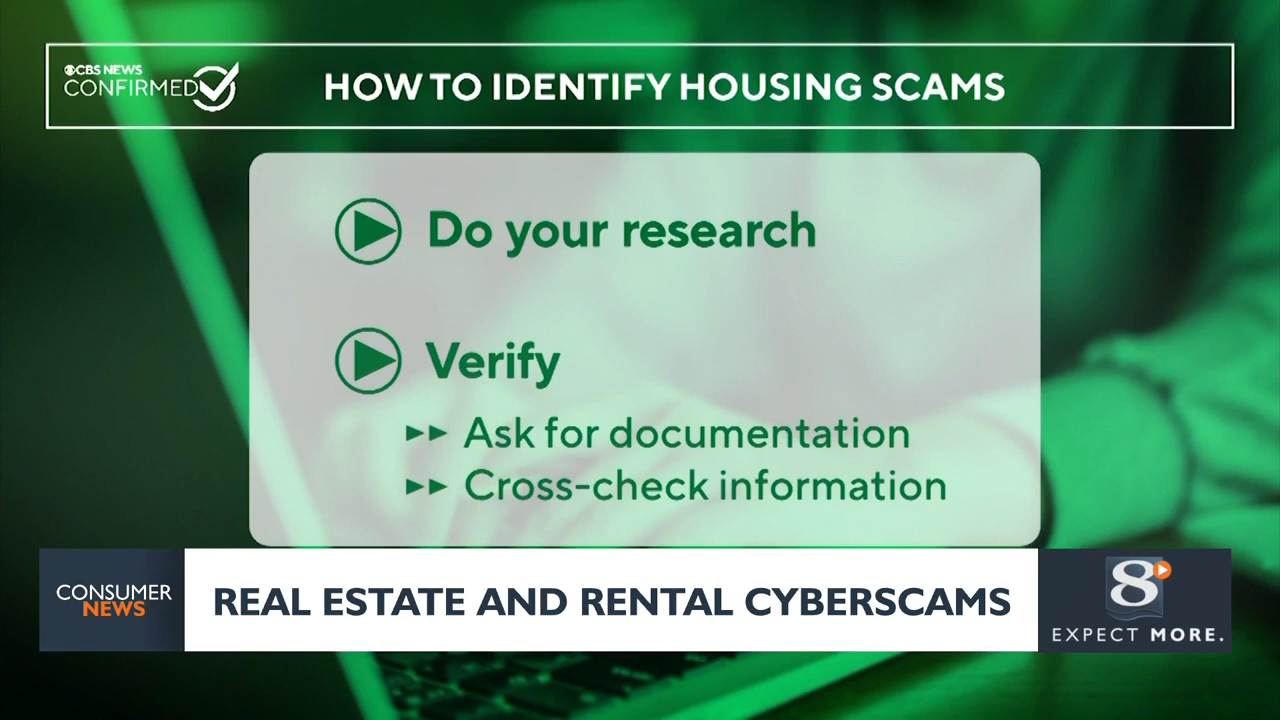 CBS NEWS
CONFIRMED
HOW TO IDENTIFY HOUSING SCAMS
Do your research
Verify
Ask for documentation
Cross-check information
CONSUMER
NEWS
REAL ESTATE AND RENTAL CYBERSCAMS
8
EXPECT MORE.